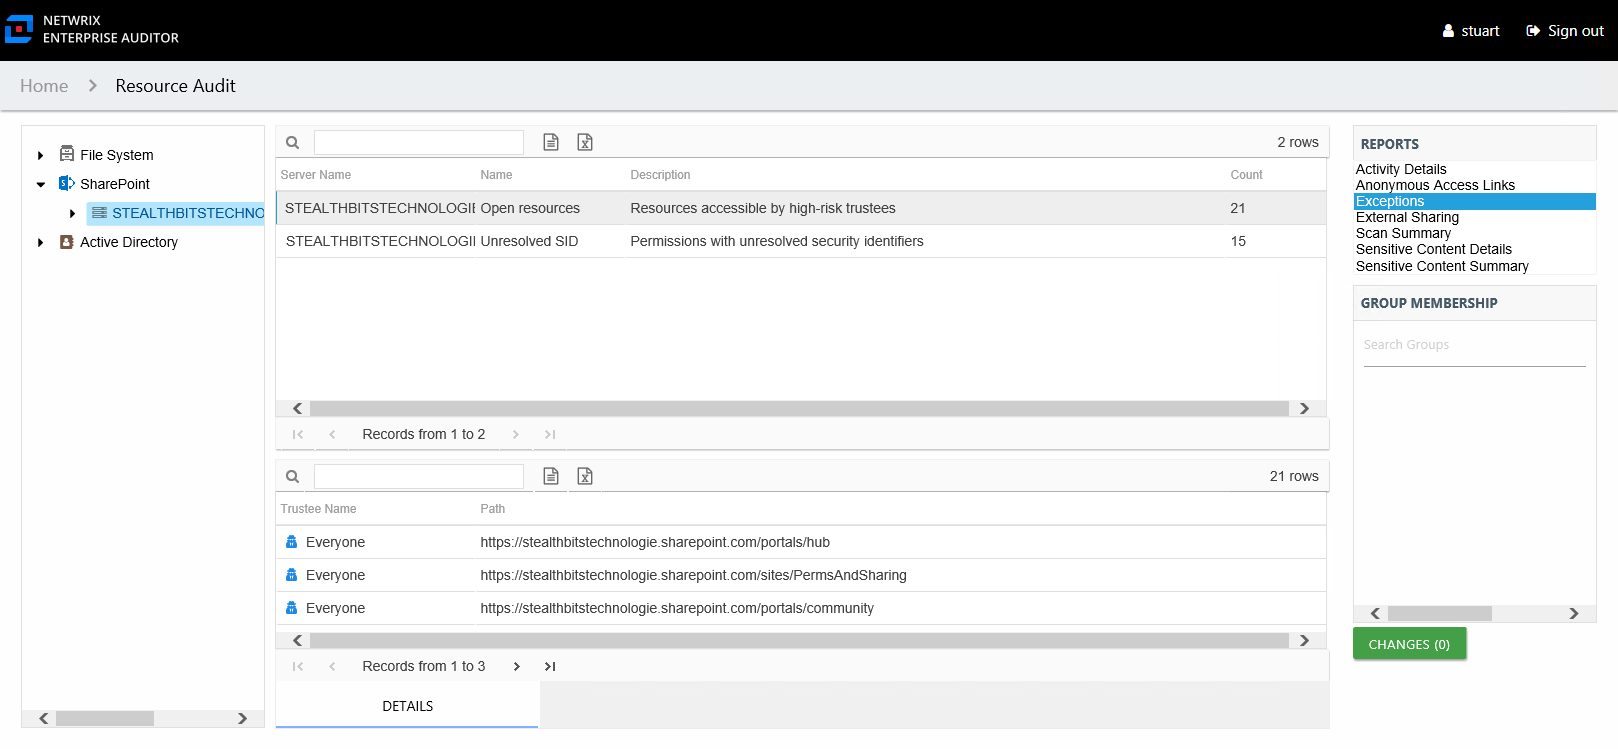 NETWRIX
ENTERPRISE AUDITOR
stuart
Sign out
Home
Resource Audit
File System
SharePoint
STEALTHBITSTECHNO
Active Directory
2 rows
Server Name Name Description Count
STEALTHBITSTECHNOLOGIE Open resources Resources accessible by high-risk trustees 21
STEALTHBITSTECHNOLOGIE Unresolved SID Permissions with unresolved security identifiers 15
Records from 1 to 2
21 rows
Trustee Name Path
Everyone https://stealthbitstechnologie.sharepoint.com/portals/hub
Everyone https://stealthbitstechnologie.sharepoint.com/sites/PermsAndSharing
Everyone https://stealthbitstechnologie.sharepoint.com/portals/community
Records from 1 to 3
DETAILS
REPORTS
Activity Details
Anonymous Access Links
Exceptions
External Sharing
Scan Summary
Sensitive Content Details
Sensitive Content Summary
GROUP MEMBERSHIP
Search Groups
CHANGES (0)